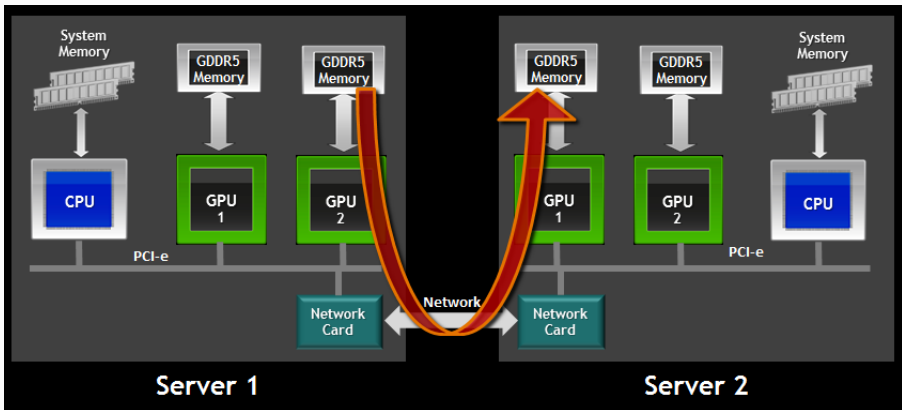 System
Memory
GDDR5
Memory
GDDR5
Memory
CPU
GPU
1
GPU
2
PCI-e
Network
Card
Server 1
Network
GDDR5
Memory
GDDR5
Memory
System
Memory
GPU
1
GPU
2
CPU
PCI-e
Network
Card
Server 2